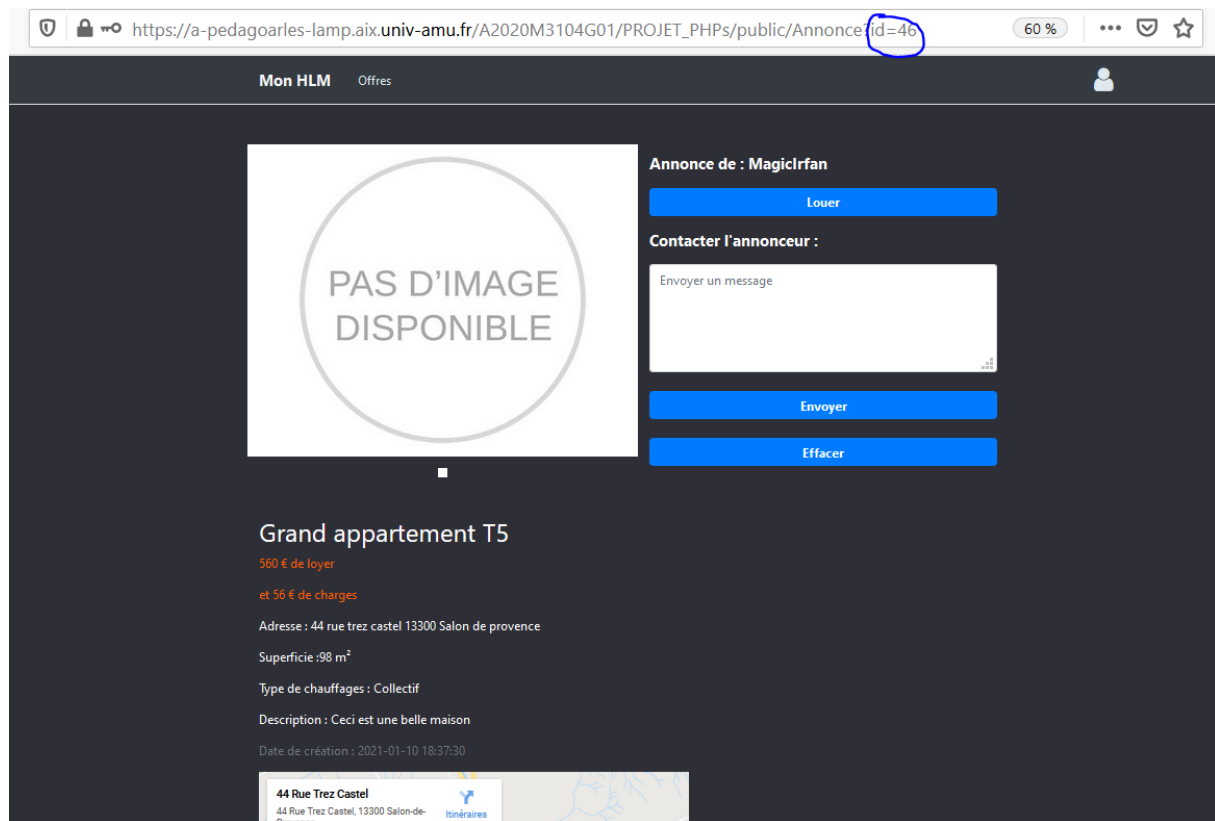 https://a-pedagoarles-lamp.aix.univ-amu.fr/A2020M3104G01/PROJET_PHPs/public/Annonce?id=46
60 %
Mon HLM
Offres
PAS D'IMAGE
DISPONIBLE
Annonce de : MagicIrfan
Louer
Contacter l'annonceur :
Envoyer un message
Envoyer
Effacer
Grand appartement T5
560 € de loyer
et 56 € de charges
Adresse : 44 rue trez castel 13300 Salon de provence
Superficie :98 m²
Type de chauffages : Collectif
Description : Ceci est une belle maison
Date de création : 2021-01-10 18:37:30
44 Rue Trez Castel
44 Rue Trez Castel, 13300 Salon-de-
Itinéraires